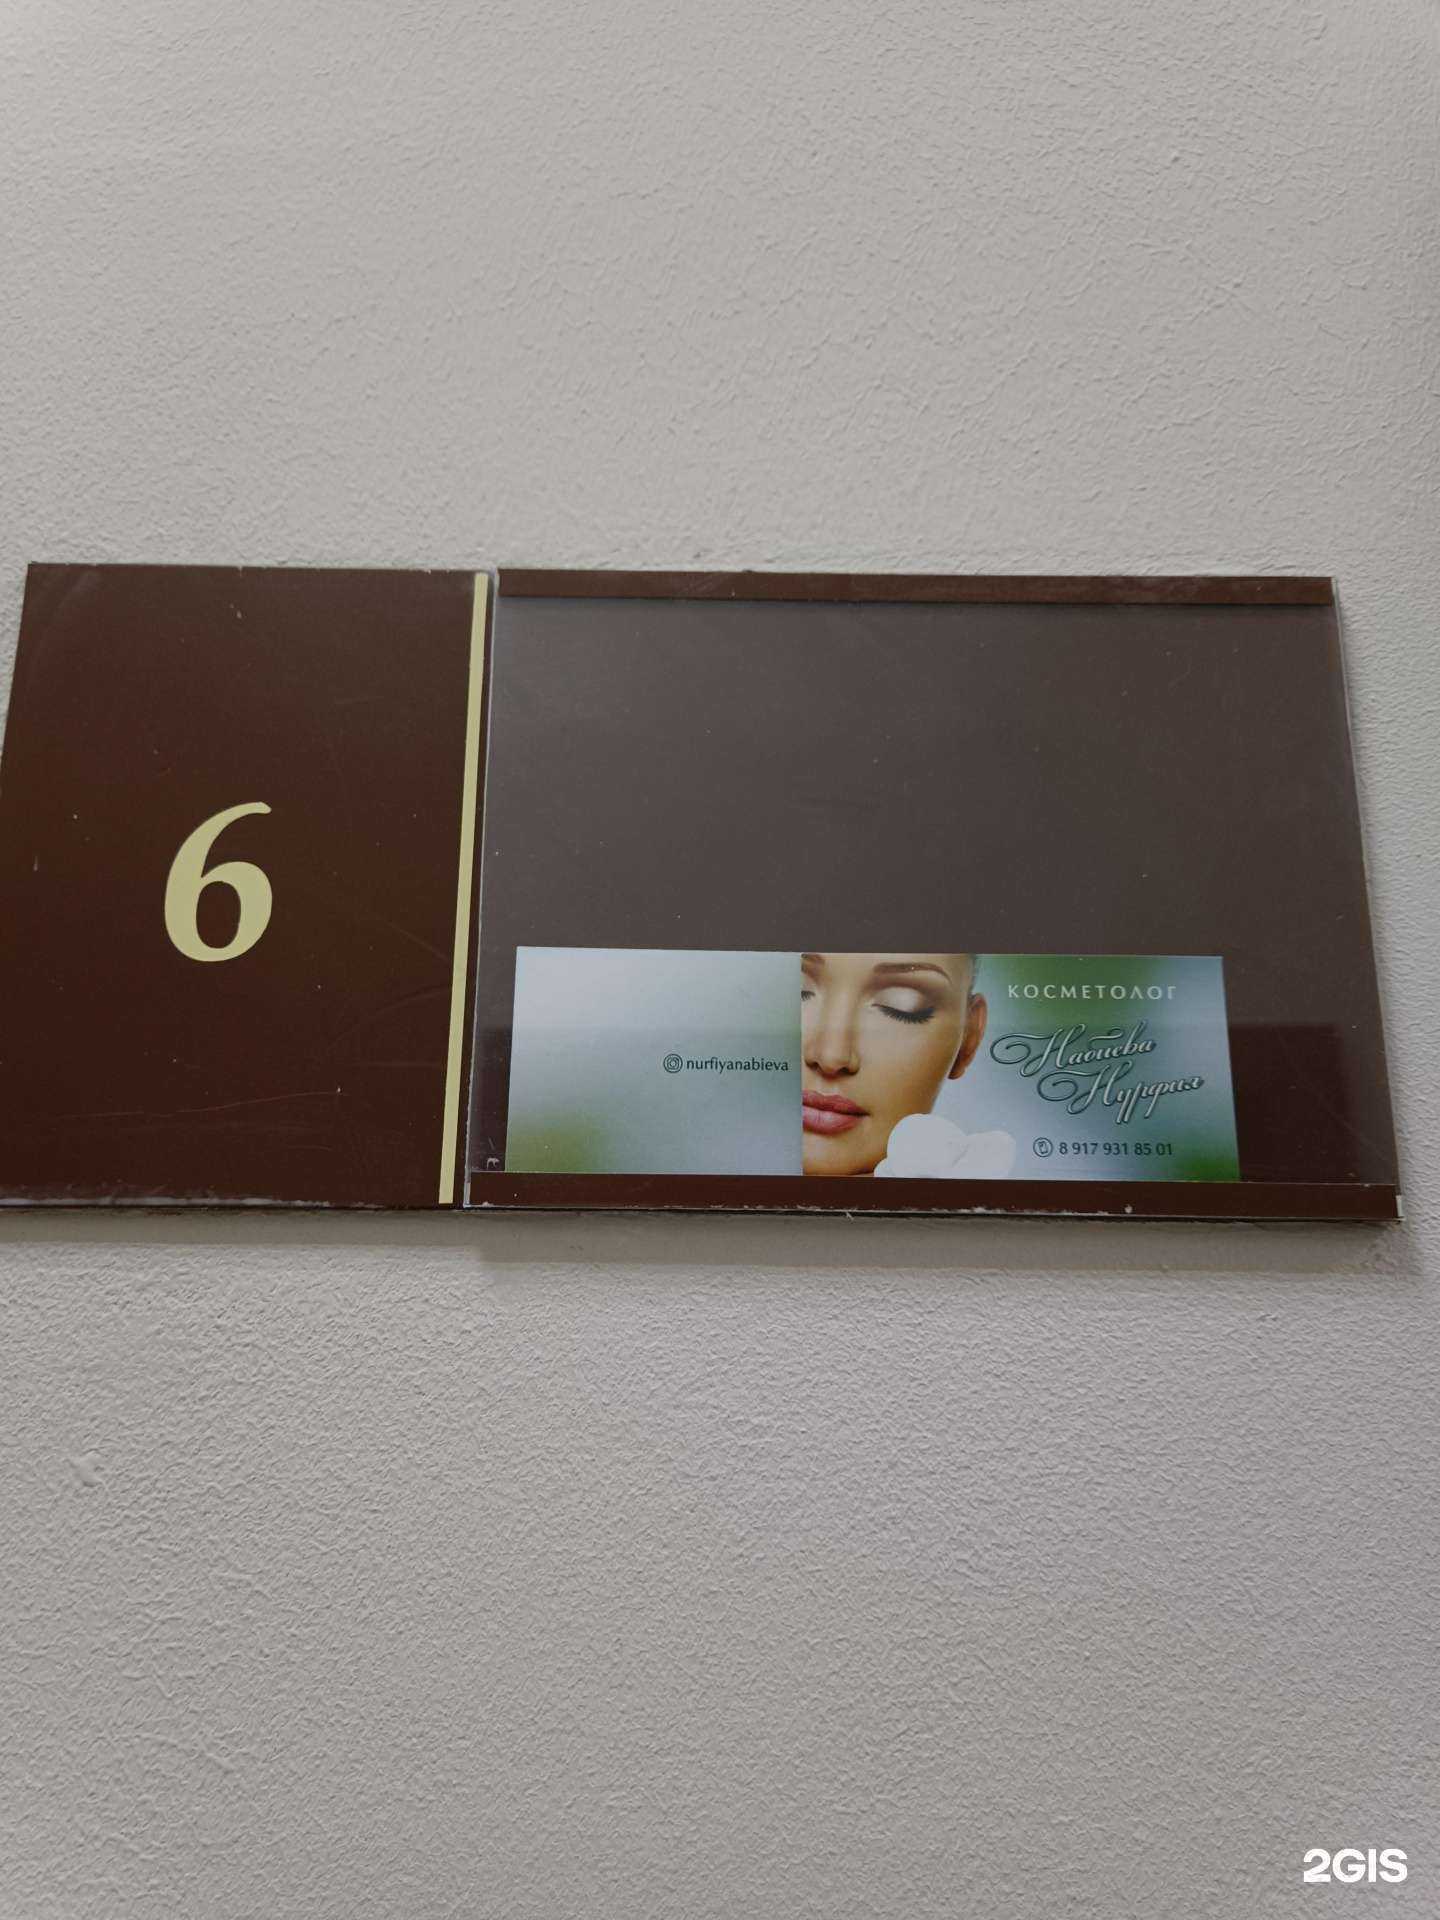 6
nurfiyanabieva
КОСМЕТОЛОГ
Набиева
Нурфия
8 917 931 85 01
2GIS